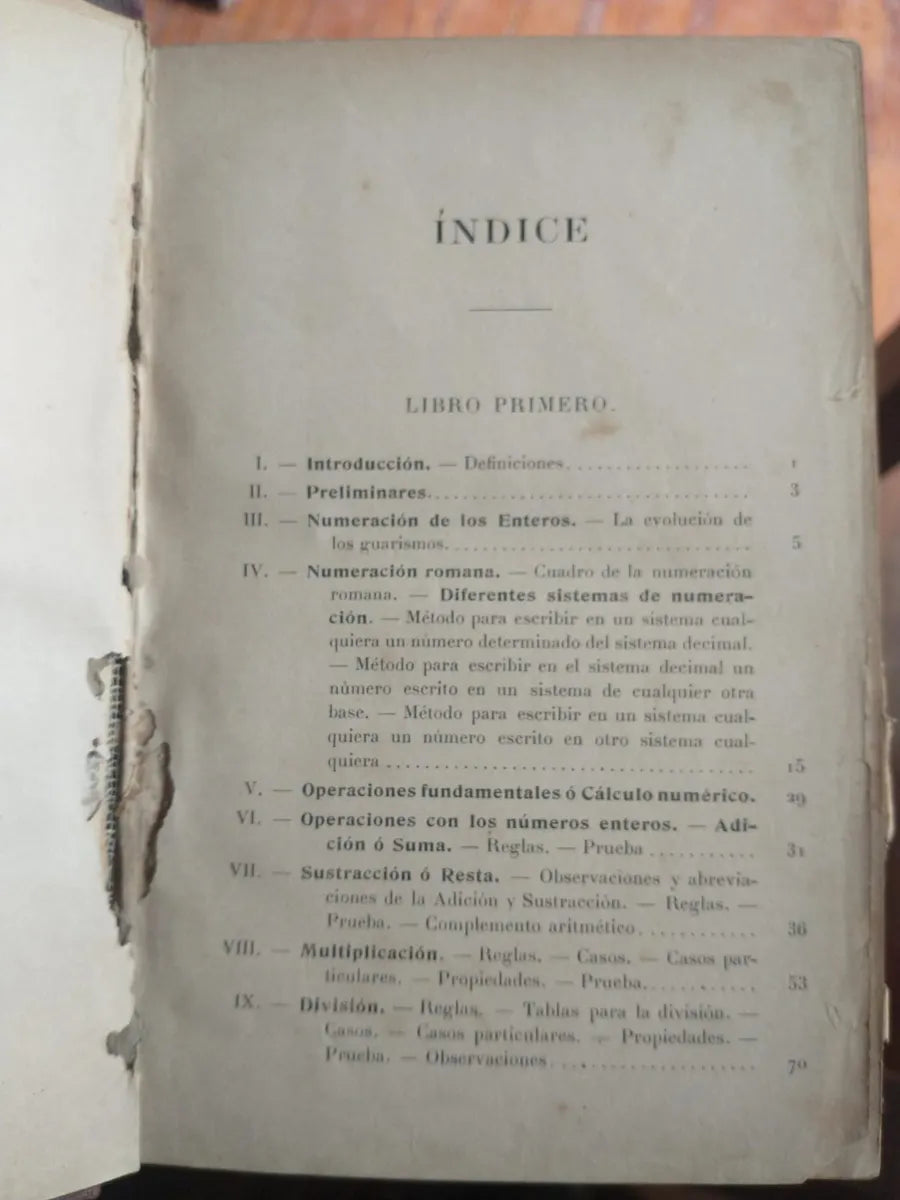 ÍNDICE
LIBRO PRIMERO.
I. — Introducción. — Definiciones. . . . . . . . . . . . . . . . . . 1
II. — Preliminares. . . . . . . . . . . . . . . . . . . . . . . . . . . . . . 3
III. — Numeración de los Enteros. — La evolución de
los guarismos. . . . . . . . . . . . . . . . . . . . . . . . . . . . . 5
IV. — Numeración romana. — Cuadro de la numeración
romana. — Diferentes sistemas de numera-
ción. — Método para escribir en un sistema cual-
quiera un número determinado del sistema decimal.
— Método para escribir en el sistema decimal un
número escrito en un sistema de cualquier otra
base. — Método para escribir en un sistema cual-
quiera un número escrito en otro sistema cual-
quiera . . . . . . . . . . . . . . . . . . . . . . . . . . . . . . . . . . . 15
V. — Operaciones fundamentales ó Cálculo numérico. 29
VI. — Operaciones con los números enteros. — Adi-
ción ó Suma. — Reglas. — Prueba . . . . . . . . . . . 31
VII. — Sustracción ó Resta. — Observaciones y abrevia-
ciones de la Adición y Sustracción. — Reglas. —
Prueba. — Complemento aritmético. . . . . . . . . . . . 36
VIII. — Multiplicación. — Reglas. — Casos. — Casos par-
ticulares. — Propiedades. — Prueba. . . . . . . . . . . 53
IX. — División. — Reglas. — Tablas para la división. —
Casos. — Casos particulares. — Propiedades. —
Prueba. — Observaciones. . . . . . . . . . . . . . . . . . . . 70